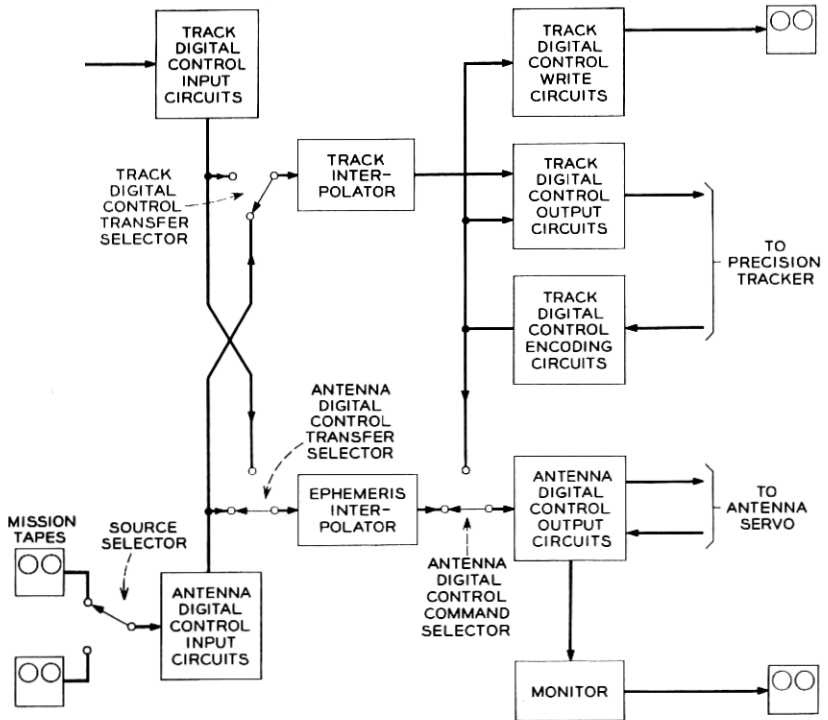 TRACK
DIGITAL
CONTROL
INPUT
CIRCUITS
TRACK
DIGITAL
CONTROL
WRITE
CIRCUITS
TRACK
DIGITAL
CONTROL
TRANSFER
SELECTOR
TRACK
INTER-
POLATOR
TRACK
DIGITAL
CONTROL
OUTPUT
CIRCUITS
TO
PRECISION
TRACKER
TRACK
DIGITAL
CONTROL
ENCODING
CIRCUITS
ANTENNA
DIGITAL
CONTROL
TRANSFER
SELECTOR
MISSION
TAPES
SOURCE
SELECTOR
EPHEMERIS
INTER-
POLATOR
ANTENNA
DIGITAL
CONTROL
OUTPUT
CIRCUITS
TO
ANTENNA
SERVO
ANTENNA
DIGITAL
CONTROL
INPUT
CIRCUITS
ANTENNA
DIGITAL
CONTROL
COMMAND
SELECTOR
MONITOR